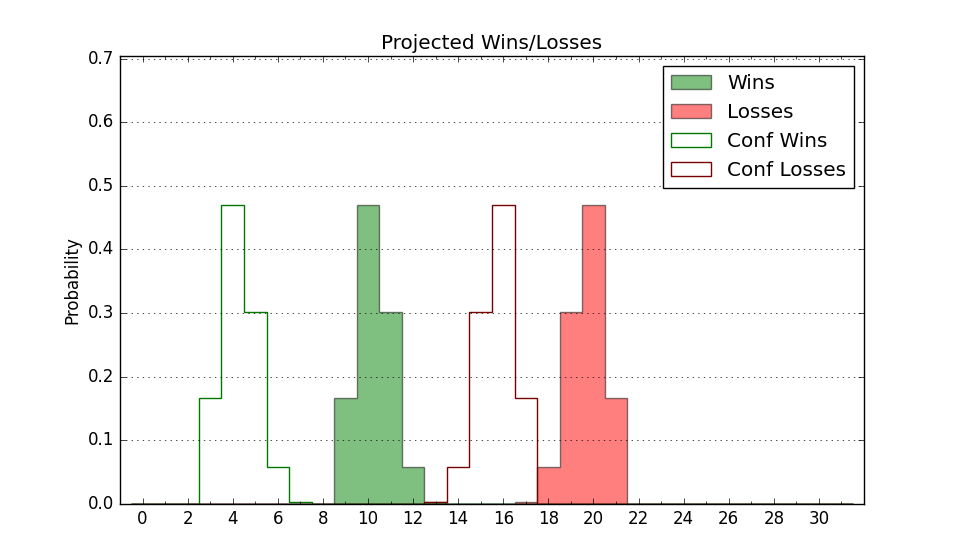 Projected Wins/Losses
0.7
0.6
0.5
0.4
0.3
0.2
0.1
0.0
Probability
Wins
Losses
Conf Wins
Conf Losses
0 2 4 6 8 10 12 14 16 18 20 22 24 26 28 30